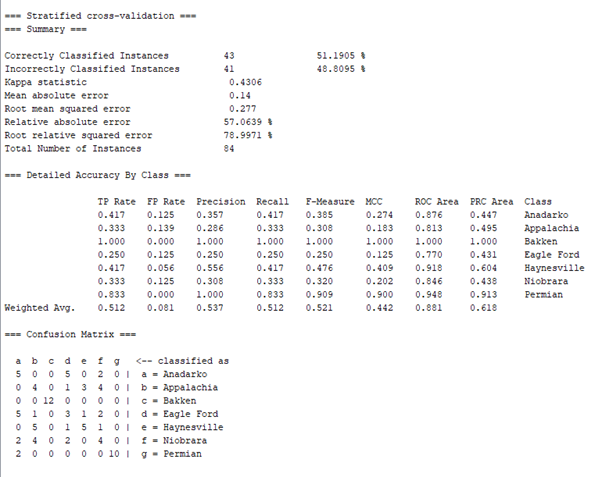 === Stratified cross-validation ===
=== Summary ===
Correctly Classified Instances 43 51.1905 %
Incorrectly Classified Instances 41 48.8095 %
Kappa statistic 0.4306
Mean absolute error 0.14
Root mean squared error 0.277
Relative absolute error 57.0639 %
Root relative squared error 78.9971 %
Total Number of Instances 84
=== Detailed Accuracy By Class ===
TP Rate FP Rate Precision Recall F-Measure MCC ROC Area PRC Area Class
0.417 0.125 0.357 0.417 0.385 0.274 0.876 0.447 Anadarko
0.333 0.139 0.286 0.333 0.308 0.183 0.813 0.495 Appalachia
1.000 0.000 1.000 1.000 1.000 1.000 1.000 1.000 Bakken
0.250 0.125 0.250 0.250 0.250 0.125 0.770 0.431 Eagle Ford
0.417 0.056 0.556 0.417 0.476 0.409 0.918 0.604 Haynesville
0.333 0.125 0.308 0.333 0.320 0.202 0.846 0.438 Niobrara
0.833 0.000 1.000 0.833 0.909 0.900 0.948 0.913 Permian
Weighted Avg. 0.512 0.081 0.537 0.512 0.521 0.442 0.881 0.618
=== Confusion Matrix ===
a b c d e f g <-- classified as
5 0 0 5 0 2 0 | a = Anadarko
0 4 0 1 3 4 0 | b = Appalachia
0 0 12 0 0 0 0 | c = Bakken
5 1 0 3 1 2 0 | d = Eagle Ford
0 5 0 1 5 1 0 | e = Haynesville
2 4 0 2 0 4 0 | f = Niobrara
2 0 0 0 0 0 10 | g = Permian